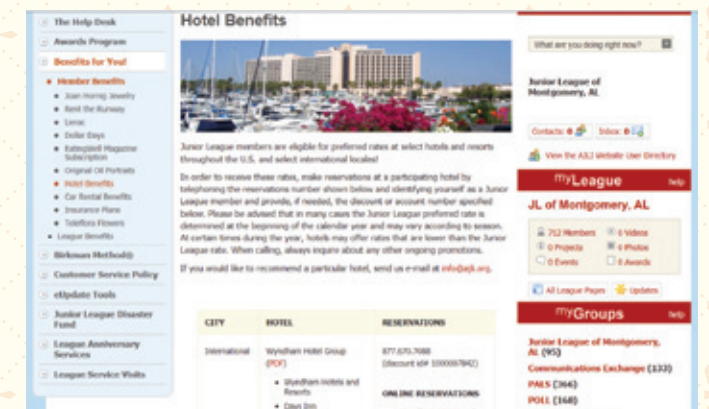 The Help Desk
Awards Program
Benefits for You!
Member Benefits
Joan Hornig Jewelry
Rent the Runway
Lenac
Dollar Days
EatingWell Magazine
Subscription
Original Oil Portraits
Hotel Benefits
Car Rental Benefits
Insurance Plans
Teleflora Flowers
League Benefits
Birkman Method®
Customer Service Policy
eUpdate Tools
Junior League Disaster
Fund
League Anniversary
Services
League Service Visits
Hotel Benefits
Junior League members are eligible for preferred rates at select hotels and resorts
throughout the U.S. and select international locales!
In order to receive these rates, make reservations at a participating hotel by
telephoning the reservations number shown below and identifying yourself as a Junior
League member and provide, if needed, the discount or account number specified
below. Please be advised that in many cases the Junior League preferred rate is
determined at the beginning of the calendar year and may vary according to season.
At certain times during the year, hotels may offer rates that are lower than the Junior
League rate. When calling, always inquire about any other ongoing promotions.
If you would like to recommend a particular hotel, send us e-mail at info@ajli.org.
CITY HOTEL RESERVATIONS
International Wyndham Hotel Group 877.670.7088
(PDF) (discount id# 1000007842)
Wyndham Hotels and
Resorts
ONLINE RESERVATIONS
Days Inn
What are you doing right now?
Junior League of
Montgomery, AL
Contacts: 0 Inbox: 0
View the AJLI Website User Directory
myLeague help
JL of Montgomery, AL
712 Members 0 Videos
0 Projects 0 Photos
0 Events 0 Awards
All League Pages Updates
myGroups help
Junior League of Montgomery,
AL (95)
Communications Exchange (133)
PALS (366)
POLL (168)